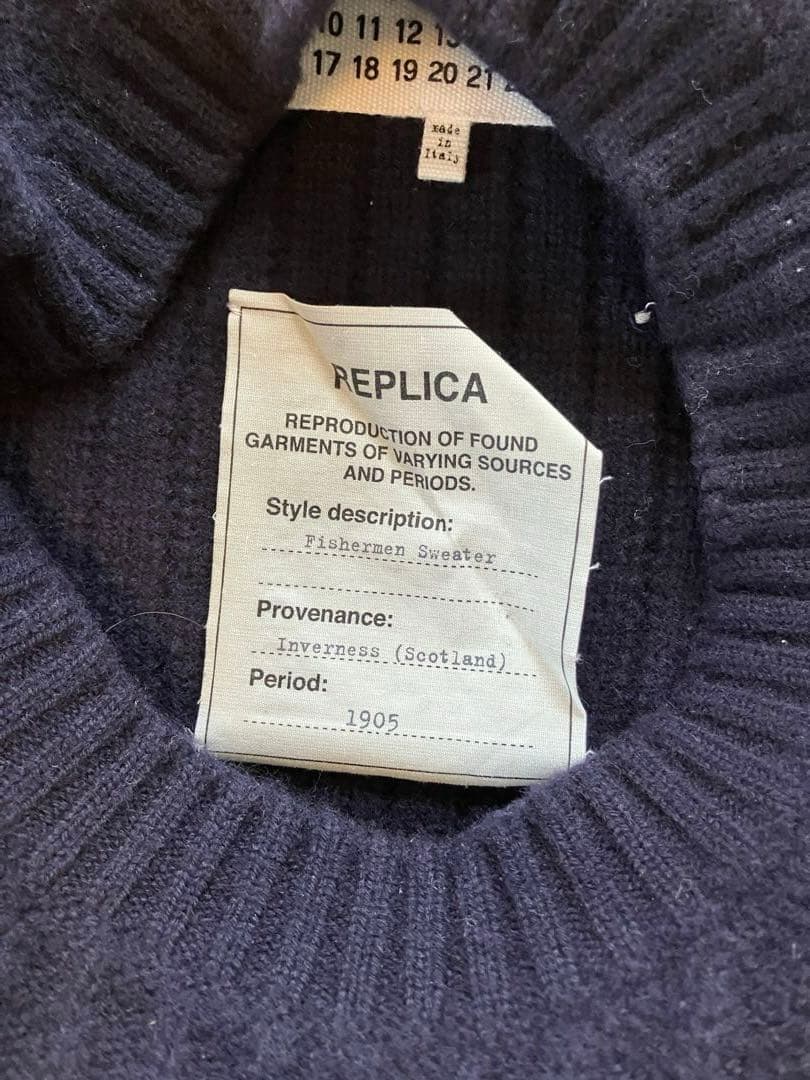 10 11 12 13
17 18 19 20 21
made
in
Italy
REPLICA
REPRODUCTION OF FOUND
GARMENTS OF VARYING SOURCES
AND PERIODS.
Style description:
Fishermen Sweater
Provenance:
Inverness (Scotland)
Period:
1905